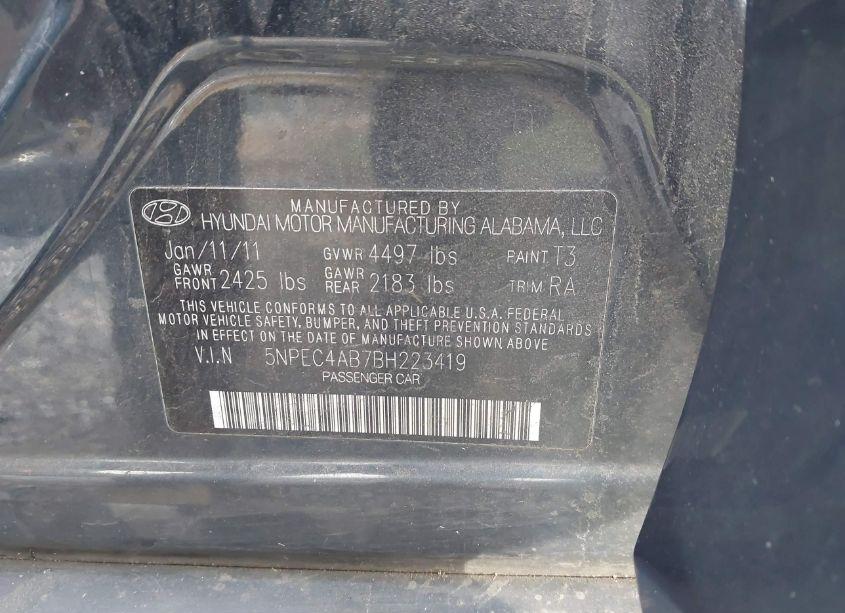 MANUFACTURED BY
HYUNDAI MOTOR MANUFACTURING ALABAMA, LLC
Jan/11/11 GVWR 4497 lbs PAINT T3
GAWR FRONT 2425 lbs GAWR REAR 2183 lbs TRIM RA
THIS VEHICLE CONFORMS TO ALL APPLICABLE U.S.A. FEDERAL
MOTOR VEHICLE SAFETY, BUMPER, AND THEFT PREVENTION STANDARDS
IN EFFECT ON THE DATE OF MANUFACTURE SHOWN ABOVE
V.I.N 5NPEC4AB7BH223419
PASSENGER CAR